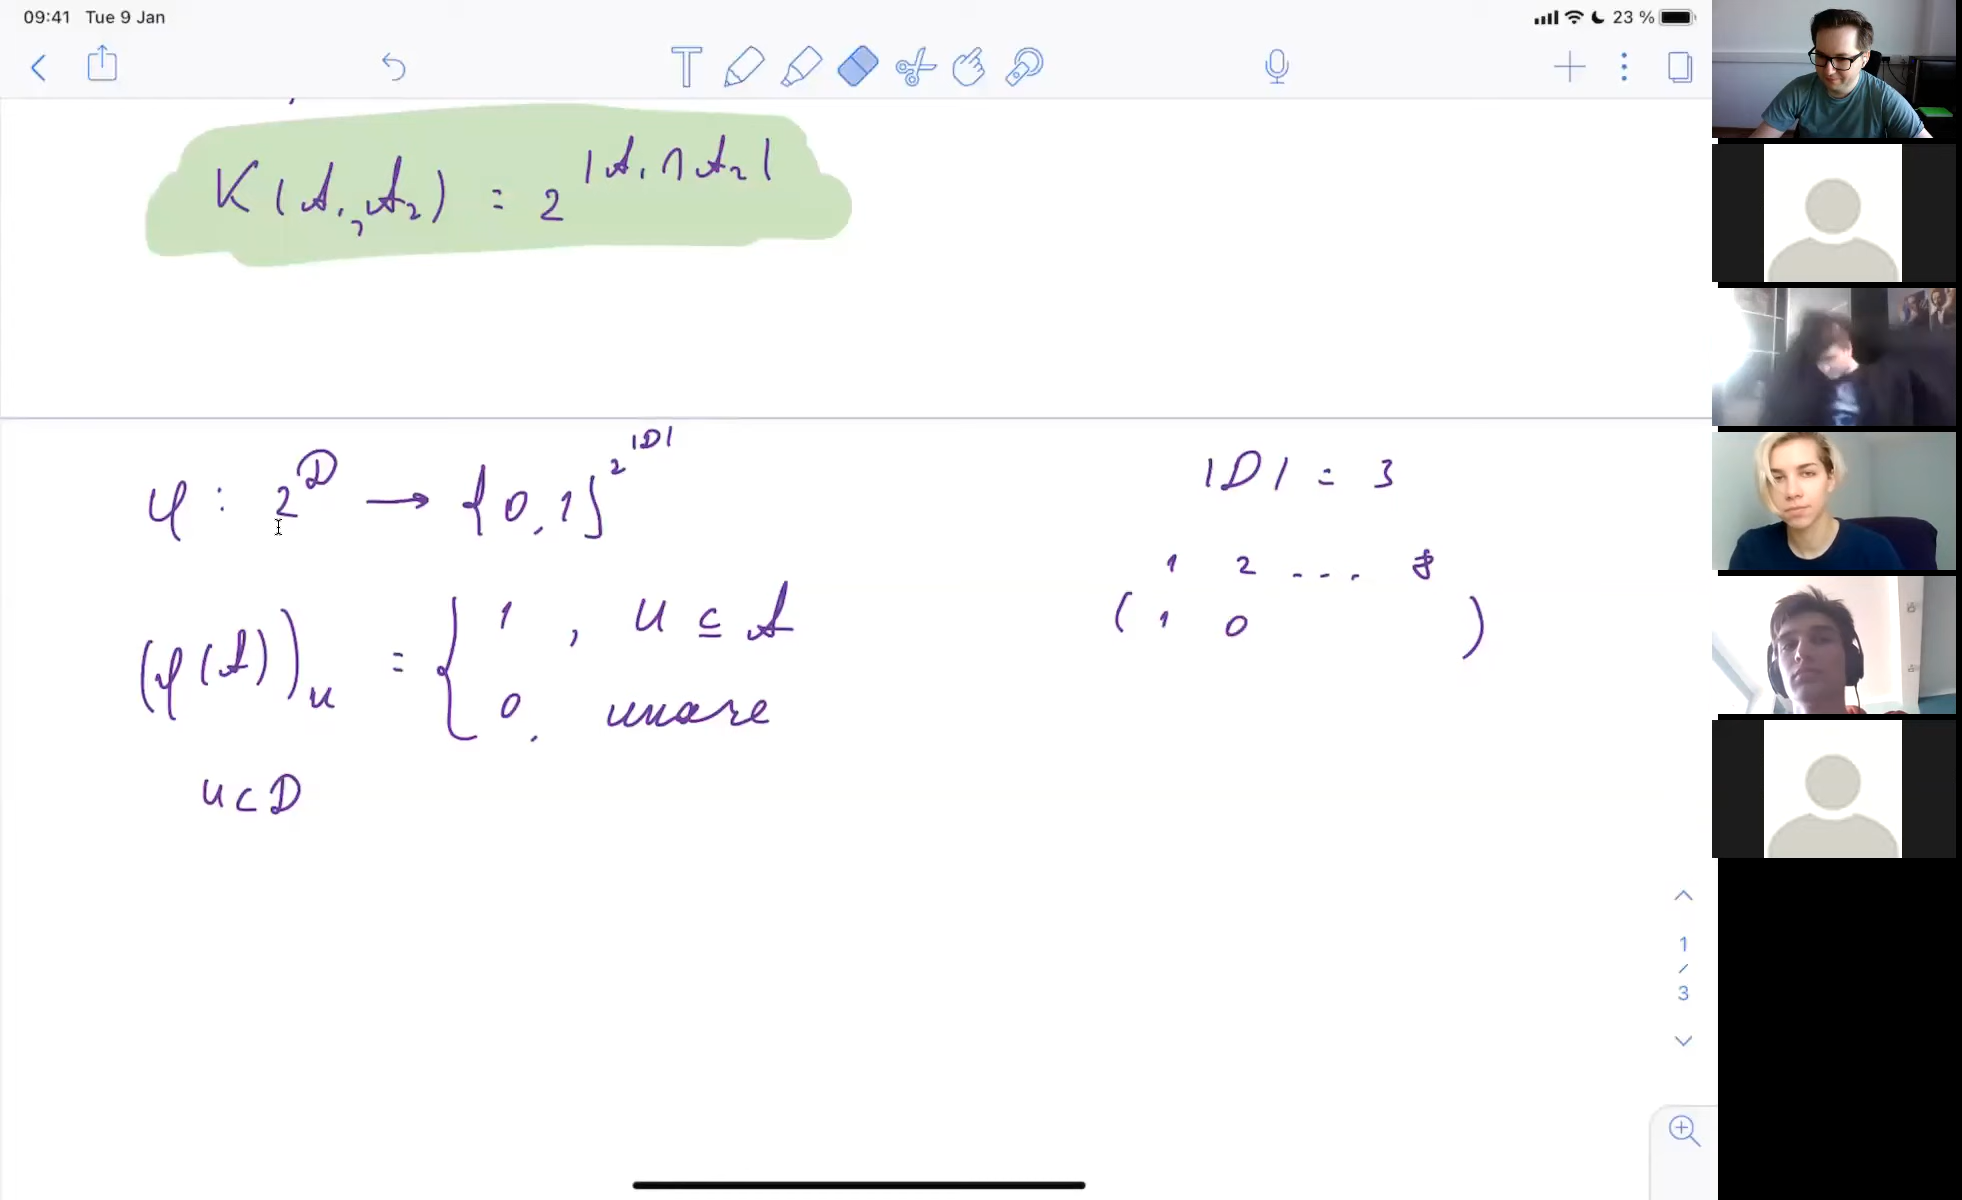 09:41 Tue 9 Jan 23 %
K(A₁, A₂) = 2^|A₁ ∩ A₂|
φ : 2^D → {0, 1}^2^|D|
|D| = 3
1 2 ... 8
( 1 0 )
(φ(A))_u = { 1 , u ⊆ A
0, иначе
u ⊂ D
1
/
3